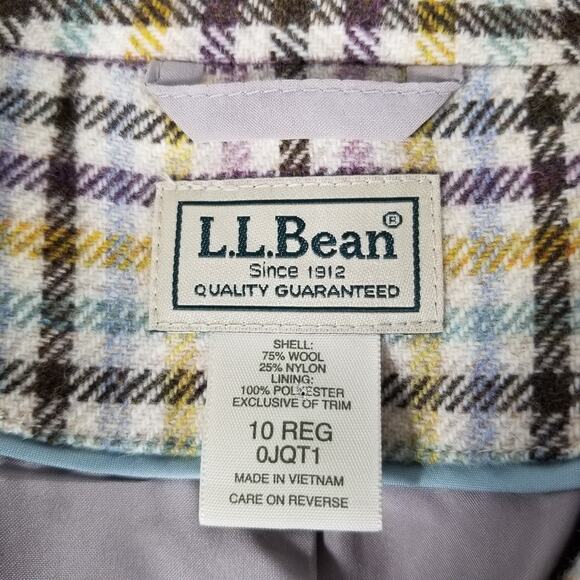 L.L.Bean®
Since 1912
QUALITY GUARANTEED
SHELL:
75% WOOL
25% NYLON
LINING:
100% POLYESTER
EXCLUSIVE OF TRIM
10 REG
0JQT1
MADE IN VIETNAM
CARE ON REVERSE